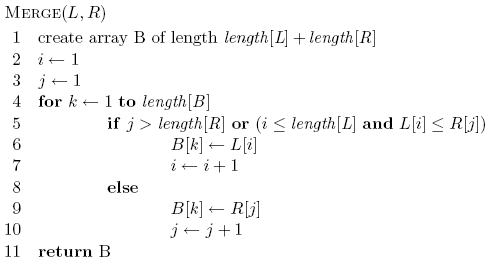 MERGE(L, R)
1 create array B of length length[L] + length[R]
2 i ← 1
3 j ← 1
4 for k ← 1 to length[B]
5 if j > length[R] or (i ≤ length[L] and L[i] ≤ R[j])
6 B[k] ← L[i]
7 i ← i + 1
8 else
9 B[k] ← R[j]
10 j ← j + 1
11 return B